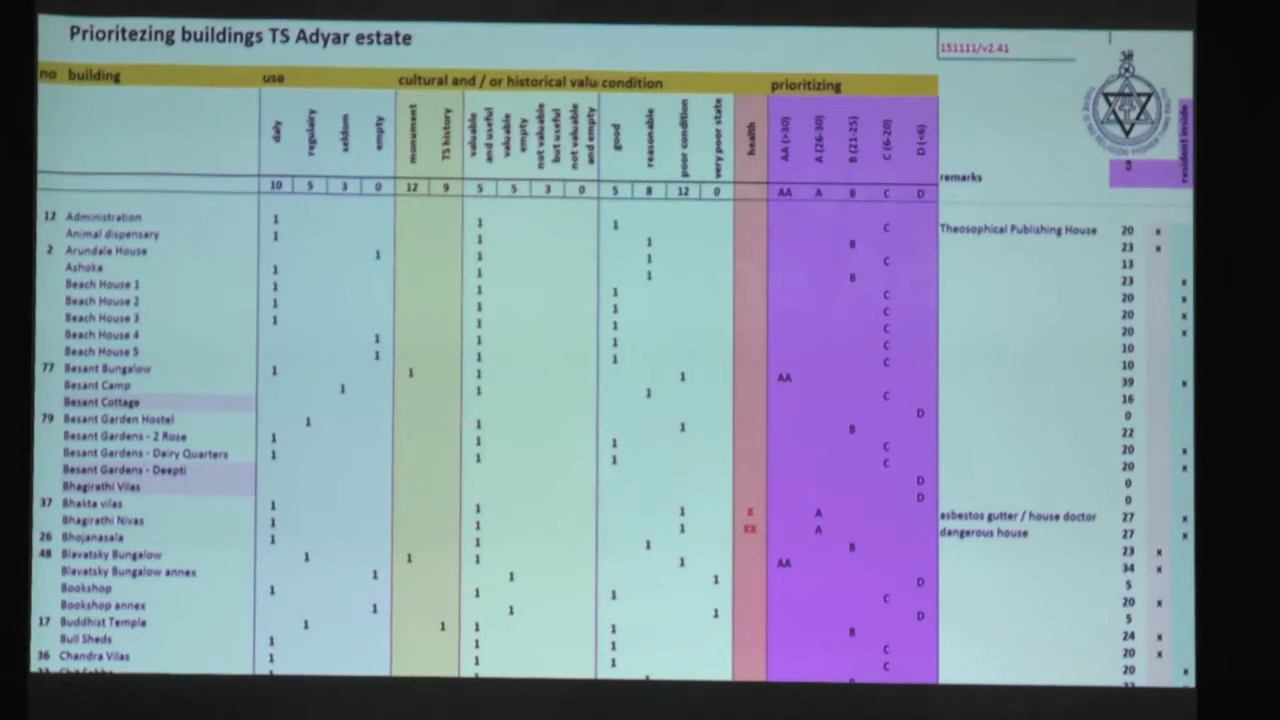 Prioritezing buildings TS Adyar estate
151111/v2.41
no building use cultural and / or historical valu condition prioritizing
daly
regulairy
seldom
empty
monument
TS history
valuable and useful
valuable empty
not valuable but useful
not valuable and empty
good
reasonable
poor condition
very poor state
health
AA (>30)
A (26-30)
B (21-25)
C (6-20)
D (<6)
remarks
resident inside
10 5 3 0 12 9 5 5 3 0 5 8 12 0 AA A B C D
12 Administration 1 1 1 C Theosophical Publishing House 20 x
Animal dispensary 1 1 1 B 23 x
2 Arundale House 1 1 1 C 13
Ashoka 1 1 1 B 23 x
Beach House 1 1 1 1 C 20 x
Beach House 2 1 1 1 C 20 x
Beach House 3 1 1 1 C 20 x
Beach House 4 1 1 1 C 10
Beach House 5 1 1 1 C 10
77 Besant Bungalow 1 1 1 1 AA 39 x
Besant Camp 1 1 1 C 16
Besant Cottage D 0
79 Besant Garden Hostel 1 1 1 B 22
Besant Gardens - 2 Rose 1 1 1 C 20 x
Besant Gardens - Dairy Quarters 1 1 1 C 20 x
Besant Gardens - Deepti D 0
Bhagirathi Vilas D 0
37 Bhakta vilas 1 1 1 x A asbestos gutter / house doctor 27 x
Bhagirathi Nivas 1 1 1 xx A dangerous house 27 x
26 Bhojanasala 1 1 1 B 23 x
48 Blavatsky Bungalow 1 1 1 1 AA 34 x
Blavatsky Bungalow annex 1 1 1 D 5
Bookshop 1 1 1 C 20 x
Bookshop annex 1 1 1 D 5
17 Buddhist Temple 1 1 1 1 B 24 x
Bull Sheds 1 1 1 C 20 x
36 Chandra Vilas 1 1 1 C 20 x